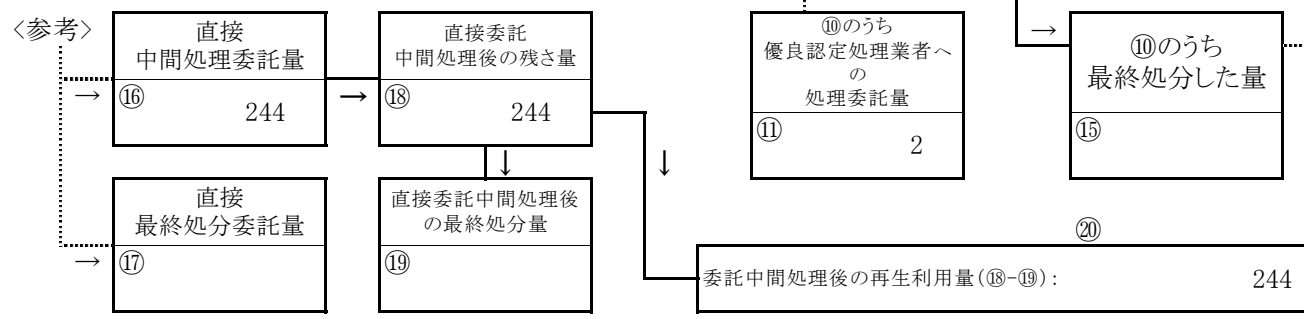 〈参考〉
直接
中間処理委託量
⑯
244
→
→
直接委託
中間処理後の残さ量
⑱
244
↓
↓
⑩のうち
優良認定処理業者へ
の
処理委託量
⑪
2
→
⑩のうち
最終処分した量
⑮
直接
最終処分委託量
→
⑰
直接委託中間処理後
の最終処分量
⑲
⑳
委託中間処理後の再生利用量(⑱-⑲):
244